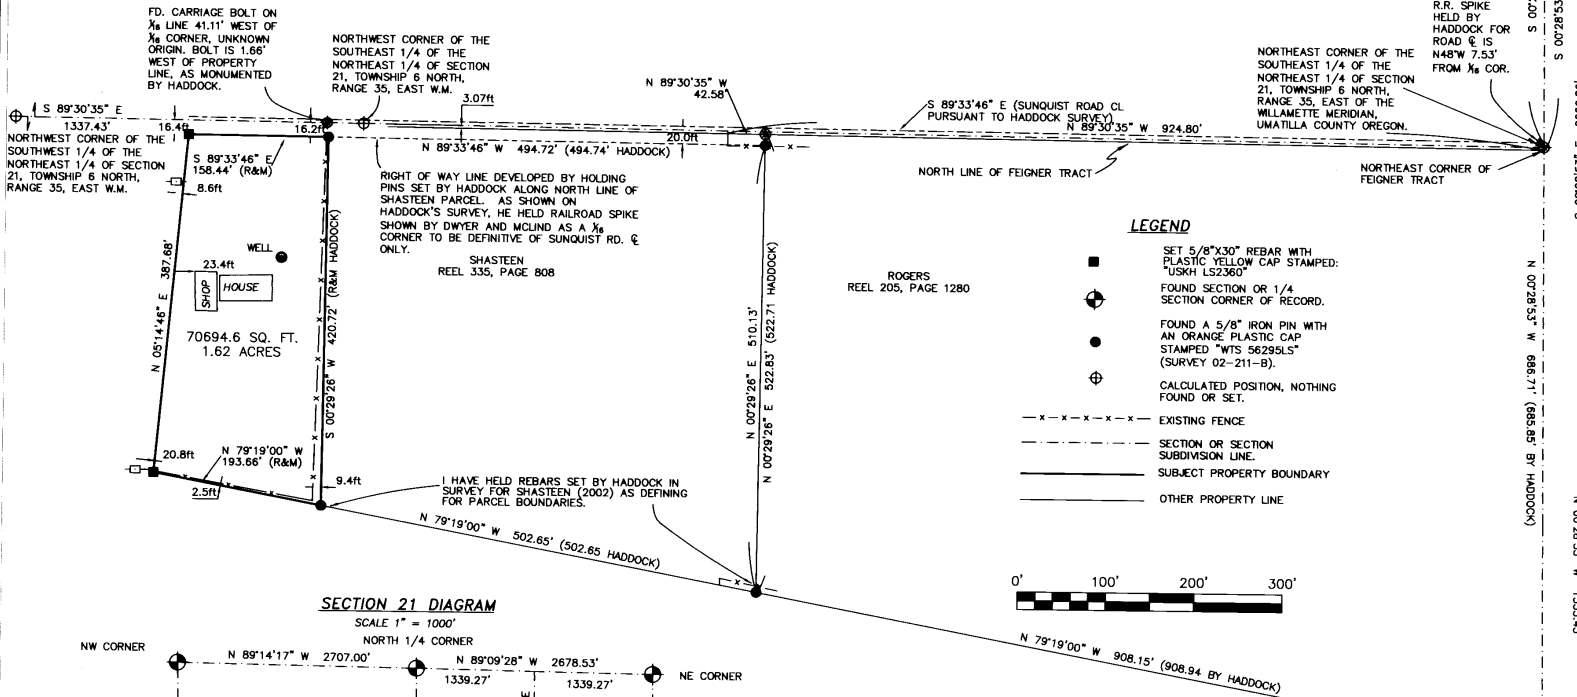 FD. CARRIAGE BOLT ON
1/16 LINE 41.11' WEST OF
1/16 CORNER, UNKNOWN
ORIGIN. BOLT IS 1.66'
WEST OF PROPERTY
LINE, AS MONUMENTED
BY HADDOCK.
NORTHWEST CORNER OF THE
SOUTHEAST 1/4 OF THE
NORTHEAST 1/4 OF SECTION
21, TOWNSHIP 6 NORTH,
RANGE 35, EAST W.M.
N 89°30'35" W
42.58'
3.07ft
S 89°33'46" E (SUNQUIST ROAD CL
PURSUANT TO HADDOCK SURVEY)
N 89°30'35" W 924.80'
NORTHEAST CORNER OF THE
SOUTHEAST 1/4 OF THE
NORTHEAST 1/4 OF SECTION
21, TOWNSHIP 6 NORTH,
RANGE 35, EAST OF THE
WILLAMETTE MERIDIAN,
UMATILLA COUNTY OREGON.
R.R. SPIKE
HELD BY
HADDOCK FOR
ROAD ℄ IS
N48°W 7.53'
FROM 1/16 COR.
S 00°28'53
S 89°30'35" E
1337.43'
16.4ft
16.2ft
20.0ft
NORTHWEST CORNER OF THE
SOUTHWEST 1/4 OF THE
NORTHEAST 1/4 OF SECTION
21, TOWNSHIP 6 NORTH,
RANGE 35, EAST W.M.
S 89°33'46" E
158.44' (R&M)
8.6ft
N 89°33'46" W 494.72' (494.74' HADDOCK)
RIGHT OF WAY LINE DEVELOPED BY HOLDING
PINS SET BY HADDOCK ALONG NORTH LINE OF
SHASTEEN PARCEL. AS SHOWN ON
HADDOCK'S SURVEY, HE HELD RAILROAD SPIKE
SHOWN BY DWYER AND MCLIND AS A 1/16
CORNER TO BE DEFINITIVE OF SUNQUIST RD. ℄
ONLY.
SHASTEEN
REEL 335, PAGE 808
NORTH LINE OF FEIGNER TRACT
NORTHEAST CORNER OF
FEIGNER TRACT
WELL
23.4ft
SHOP
HOUSE
70694.6 SQ. FT.
1.62 ACRES
N 05°14'46" E 387.68'
S 00°29'26" W 420.72' (R&M HADDOCK)
ROGERS
REEL 205, PAGE 1280
N 00°29'26" E 510.13'
N 00°29'26" E 522.83' (522.71 HADDOCK)
N 00°28'53" W 686.71' (685.85' BY HADDOCK)
LEGEND
SET 5/8"X30" REBAR WITH
PLASTIC YELLOW CAP STAMPED:
"USKH LS2360"
FOUND SECTION OR 1/4
SECTION CORNER OF RECORD.
FOUND A 5/8" IRON PIN WITH
AN ORANGE PLASTIC CAP
STAMPED "WTS 56295LS"
(SURVEY 02-211-B).
CALCULATED POSITION, NOTHING
FOUND OR SET.
EXISTING FENCE
SECTION OR SECTION
SUBDIVISION LINE.
SUBJECT PROPERTY BOUNDARY
OTHER PROPERTY LINE
20.8ft
N 79°19'00" W
193.66' (R&M)
2.5ft
9.4ft
I HAVE HELD REBARS SET BY HADDOCK IN
SURVEY FOR SHASTEEN (2002) AS DEFINING
FOR PARCEL BOUNDARIES.
N 79°19'00" W 502.65' (502.65 HADDOCK)
0' 100' 200' 300'
N 79°19'00" W 908.15' (908.94 BY HADDOCK)
SECTION 21 DIAGRAM
SCALE 1" = 1000'
NORTH 1/4 CORNER
NW CORNER
N 89°14'17" W 2707.00'
N 89°09'28" W 2678.53'
NE CORNER
1339.27'
1339.27'